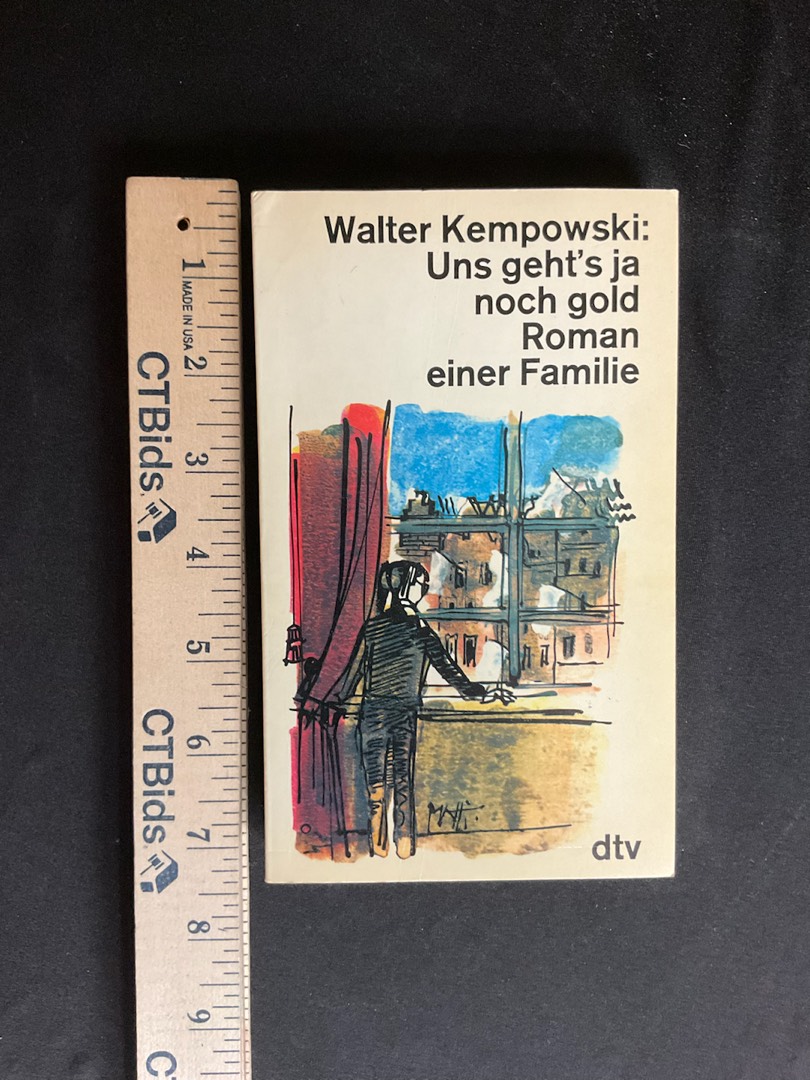 Walter Kempowski:
Uns geht's ja
noch gold
Roman
einer Familie
dtv
1
MADE IN USA
2
CTBids
3
4
5
6
CTBids
7
8
9
C